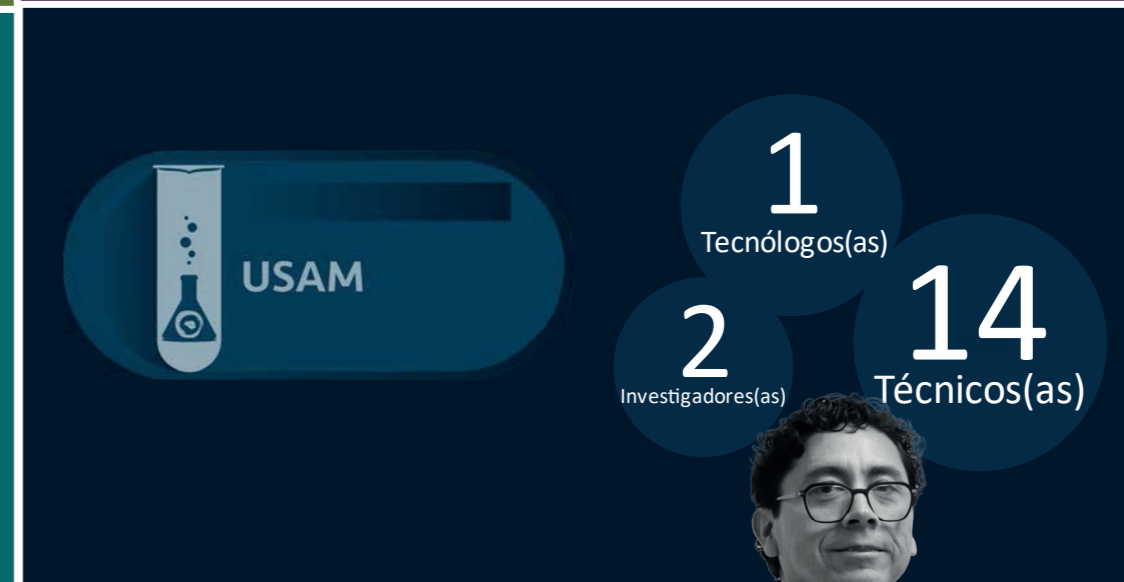 USAM
1
Tecnólogos(as)
2
Investigadores(as)
14
Técnicos(as)